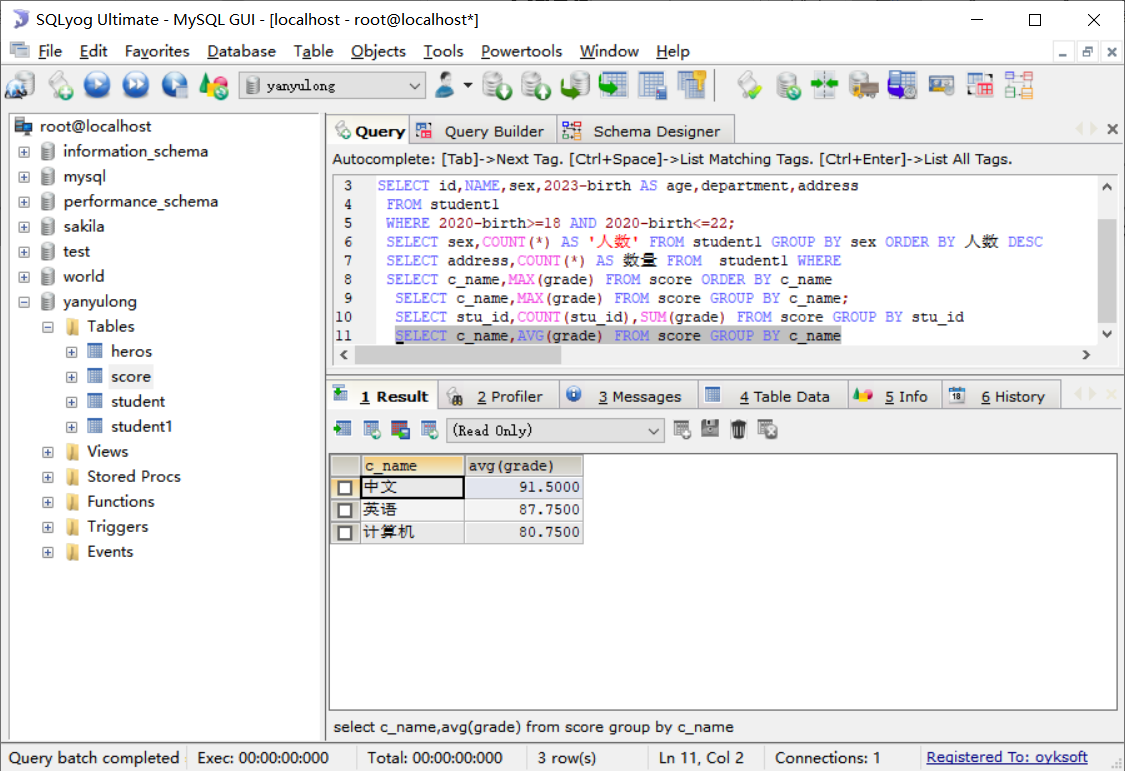 SQLyog Ultimate - MySQL GUI - [localhost - root@localhost*]
File Edit Favorites Database Table Objects Tools Powertools Window Help
yanyulong
root@localhost
information_schema
mysql
performance_schema
sakila
test
world
yanyulong
Tables
heros
score
student
student1
Views
Stored Procs
Functions
Triggers
Events
Query Query Builder Schema Designer
Autocomplete: [Tab]->Next Tag. [Ctrl+Space]->List Matching Tags. [Ctrl+Enter]->List All Tags.
3 SELECT id,NAME,sex,2023-birth AS age,department,address
4 FROM student1
5 WHERE 2020-birth>=18 AND 2020-birth<=22;
6 SELECT sex,COUNT(*) AS '人数' FROM student1 GROUP BY sex ORDER BY 人数 DESC
7 SELECT address,COUNT(*) AS 数量 FROM  student1 WHERE
8 SELECT c_name,MAX(grade) FROM score ORDER BY c_name
9 SELECT c_name,MAX(grade) FROM score GROUP BY c_name;
10 SELECT stu_id,COUNT(stu_id),SUM(grade) FROM score GROUP BY stu_id
11 SELECT c_name,AVG(grade) FROM score GROUP BY c_name
1 Result 2 Profiler 3 Messages 4 Table Data 5 Info 18 6 History
(Read Only)
c_name avg(grade)
中文 91.5000
英语 87.7500
计算机 80.7500
select c_name,avg(grade) from score group by c_name
Query batch completed Exec: 00:00:00:000 Total: 00:00:00:000 3 row(s) Ln 11, Col 2 Connections: 1 Registered To: oyksoft